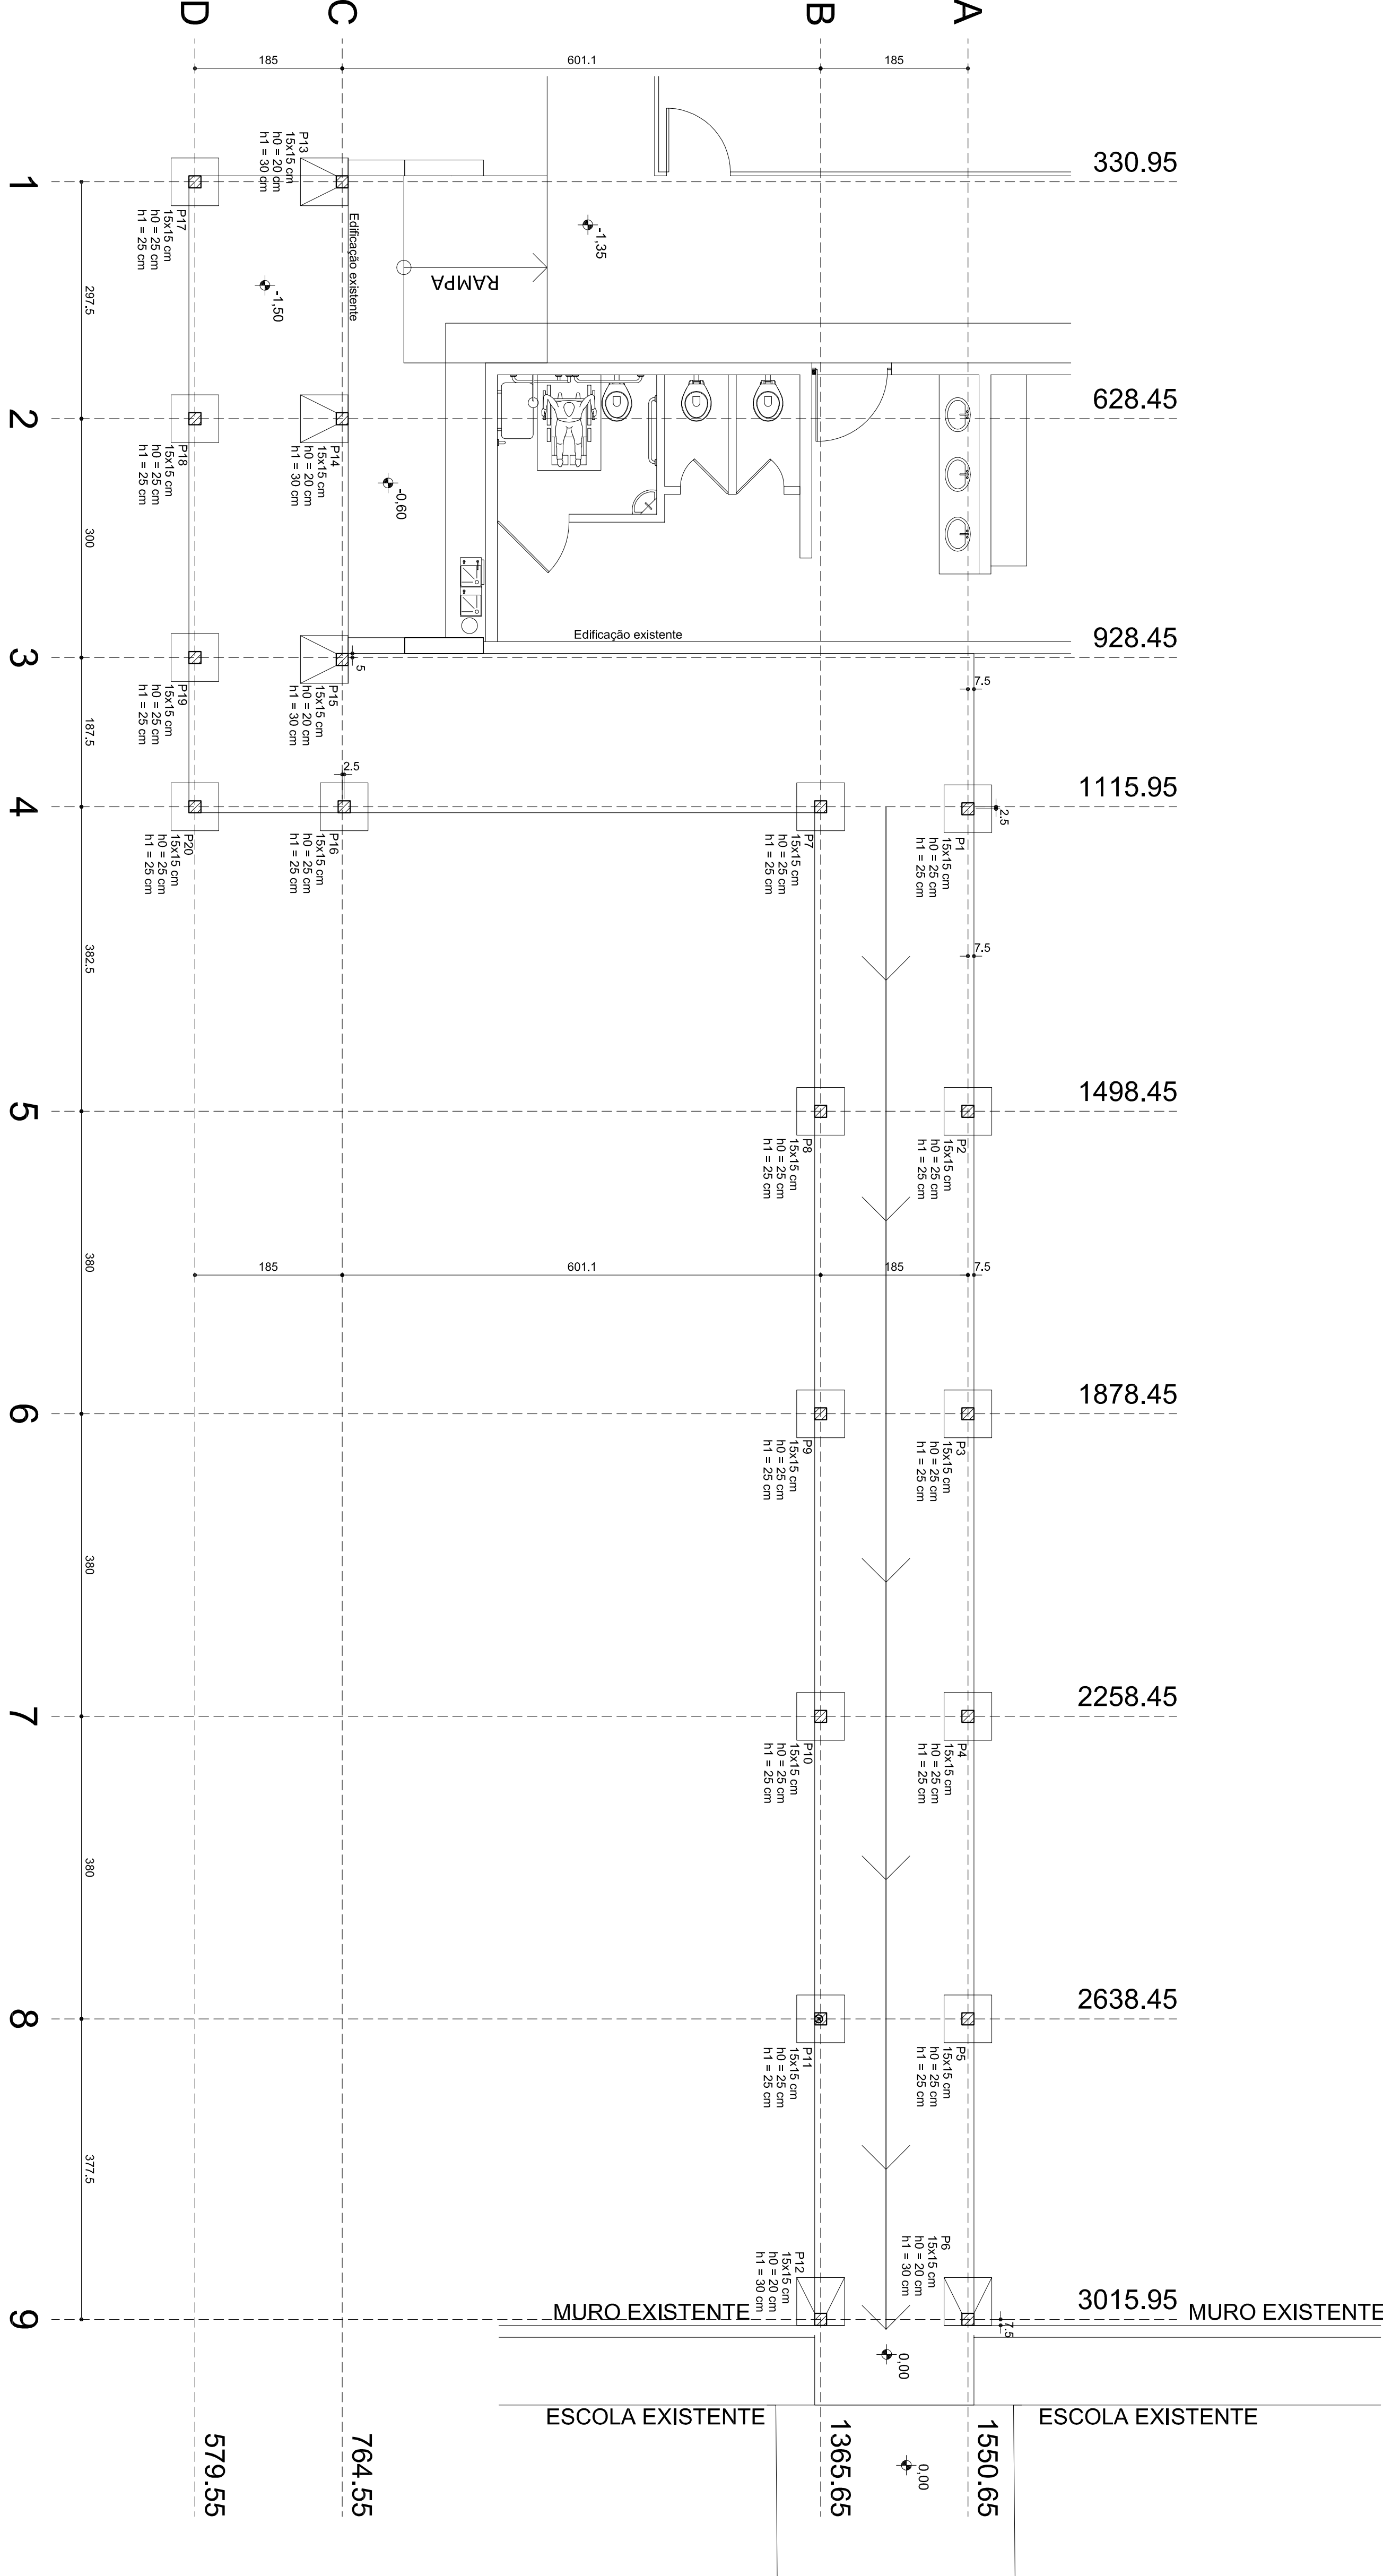 D
C
B
A
185
601.1
185
330.95
1
P13
15x15 cm
h0 = 20 cm
h1 = 30 cm
P17
15x15 cm
h0 = 25 cm
h1 = 25 cm
Edificação existente
-1,35
RAMPA
-1,50
297.5
628.45
2
P18
15x15 cm
h0 = 25 cm
h1 = 25 cm
P14
15x15 cm
h0 = 20 cm
h1 = 30 cm
-0,60
300
Edificação existente
928.45
3
5
7.5
P19
15x15 cm
h0 = 25 cm
h1 = 25 cm
P15
15x15 cm
h0 = 20 cm
h1 = 30 cm
187.5
2.5
1115.95
4
2.5
P20
15x15 cm
h0 = 25 cm
h1 = 25 cm
P16
15x15 cm
h0 = 25 cm
h1 = 25 cm
P7
15x15 cm
h0 = 25 cm
h1 = 25 cm
P1
15x15 cm
h0 = 25 cm
h1 = 25 cm
382.5
7.5
1498.45
5
P8
15x15 cm
h0 = 25 cm
h1 = 25 cm
P2
15x15 cm
h0 = 25 cm
h1 = 25 cm
380
185
601.1
185
7.5
1878.45
6
P9
15x15 cm
h0 = 25 cm
h1 = 25 cm
P3
15x15 cm
h0 = 25 cm
h1 = 25 cm
380
2258.45
7
P10
15x15 cm
h0 = 25 cm
h1 = 25 cm
P4
15x15 cm
h0 = 25 cm
h1 = 25 cm
380
2638.45
8
P11
15x15 cm
h0 = 25 cm
h1 = 25 cm
P5
15x15 cm
h0 = 25 cm
h1 = 25 cm
377.5
P12
15x15 cm
h0 = 20 cm
h1 = 30 cm
P6
15x15 cm
h0 = 20 cm
h1 = 30 cm
3015.95
9
MURO EXISTENTE
MURO EXISTENTE
7.5
0,00
ESCOLA EXISTENTE
ESCOLA EXISTENTE
0,00
579.55
764.55
1365.65
1550.65